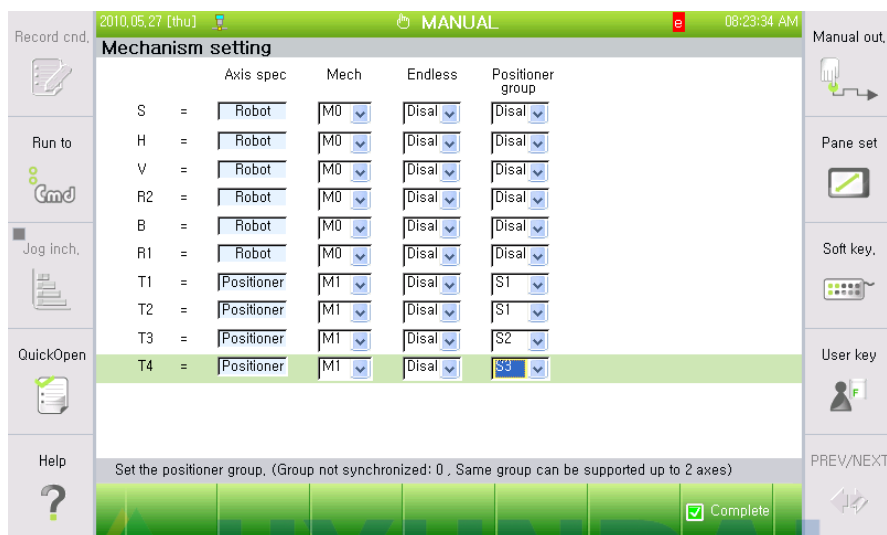 2010,05,27 [thu] MANUAL e 08:23:34 AM
Record cnd,
Manual out,
Mechanism setting
Axis spec Mech Endless Positioner group
S = Robot M0 Disal Disal
H = Robot M0 Disal Disal
Run to
Pane set
V = Robot M0 Disal Disal
Cmd
R2 = Robot M0 Disal Disal
B = Robot M0 Disal Disal
Jog inch,
Soft key,
R1 = Robot M0 Disal Disal
T1 = Positioner M1 Disal S1
T2 = Positioner M1 Disal S1
T3 = Positioner M1 Disal S2
QuickOpen
User key
T4 = Positioner M1 Disal S3
F
Help
PREV/NEXT
Set the positioner group, (Group not synchronized: 0 , Same group can be supported up to 2 axes)
?
Complete
HYUNDAI